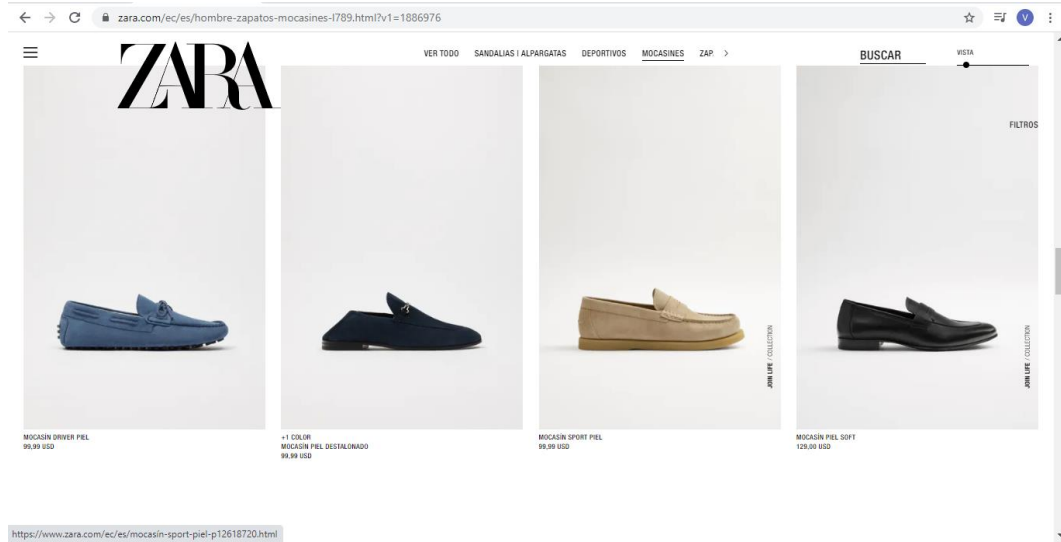 zara.com/ec/es/hombre-zapatos-mocasines-l789.html?v1=1886976
V
ZARA
VER TODO SANDALIAS | ALPARGATAS DEPORTIVOS MOCASINES ZAP.
BUSCAR
VISTA
FILTROS
JOIN LIFE / COLLECTION
JOIN LIFE / COLLECTION
MOCASÍN DRIVER PIEL
99,99 USD
+1 COLOR
MOCASÍN PIEL DESTALONADO
99,99 USD
MOCASÍN SPORT PIEL
99,99 USD
MOCASÍN PIEL SOFT
129,00 USD
https://www.zara.com/ec/es/mocasin-sport-piel-p12618720.html